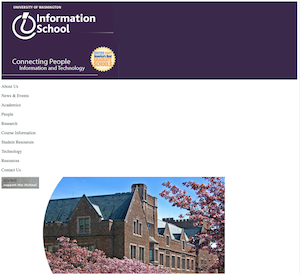 UNIVERSITY OF WASHINGTON
Information
School
Connecting People
Information and Technology
About Us
News & Events
Academics
People
Research
Course Information
Student Resources
Technology
Resources
Contact Us
support the iSchool